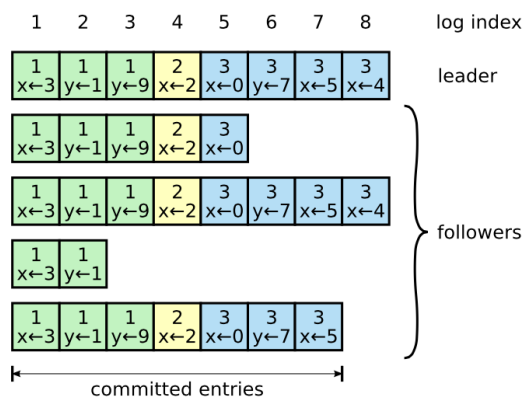 1 2 3 4 5 6 7 8 log index
1 1 1 2 3 3 3 3
x←3 y←1 y←9 x←2 x←0 y←7 x←5 x←4
leader
1 1 1 2 3
x←3 y←1 y←9 x←2 x←0
1 1 1 2 3 3 3 3
x←3 y←1 y←9 x←2 x←0 y←7 x←5 x←4
1 1
x←3 y←1
1 1 1 2 3 3 3
x←3 y←1 y←9 x←2 x←0 y←7 x←5
followers
committed entries